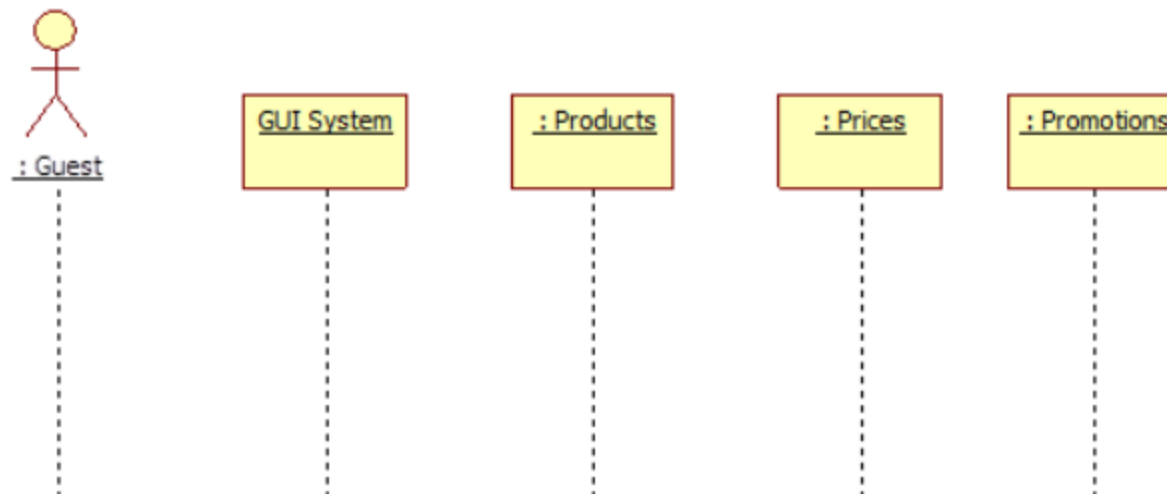 : Guest
GUI System
: Products
: Prices
: Promotions